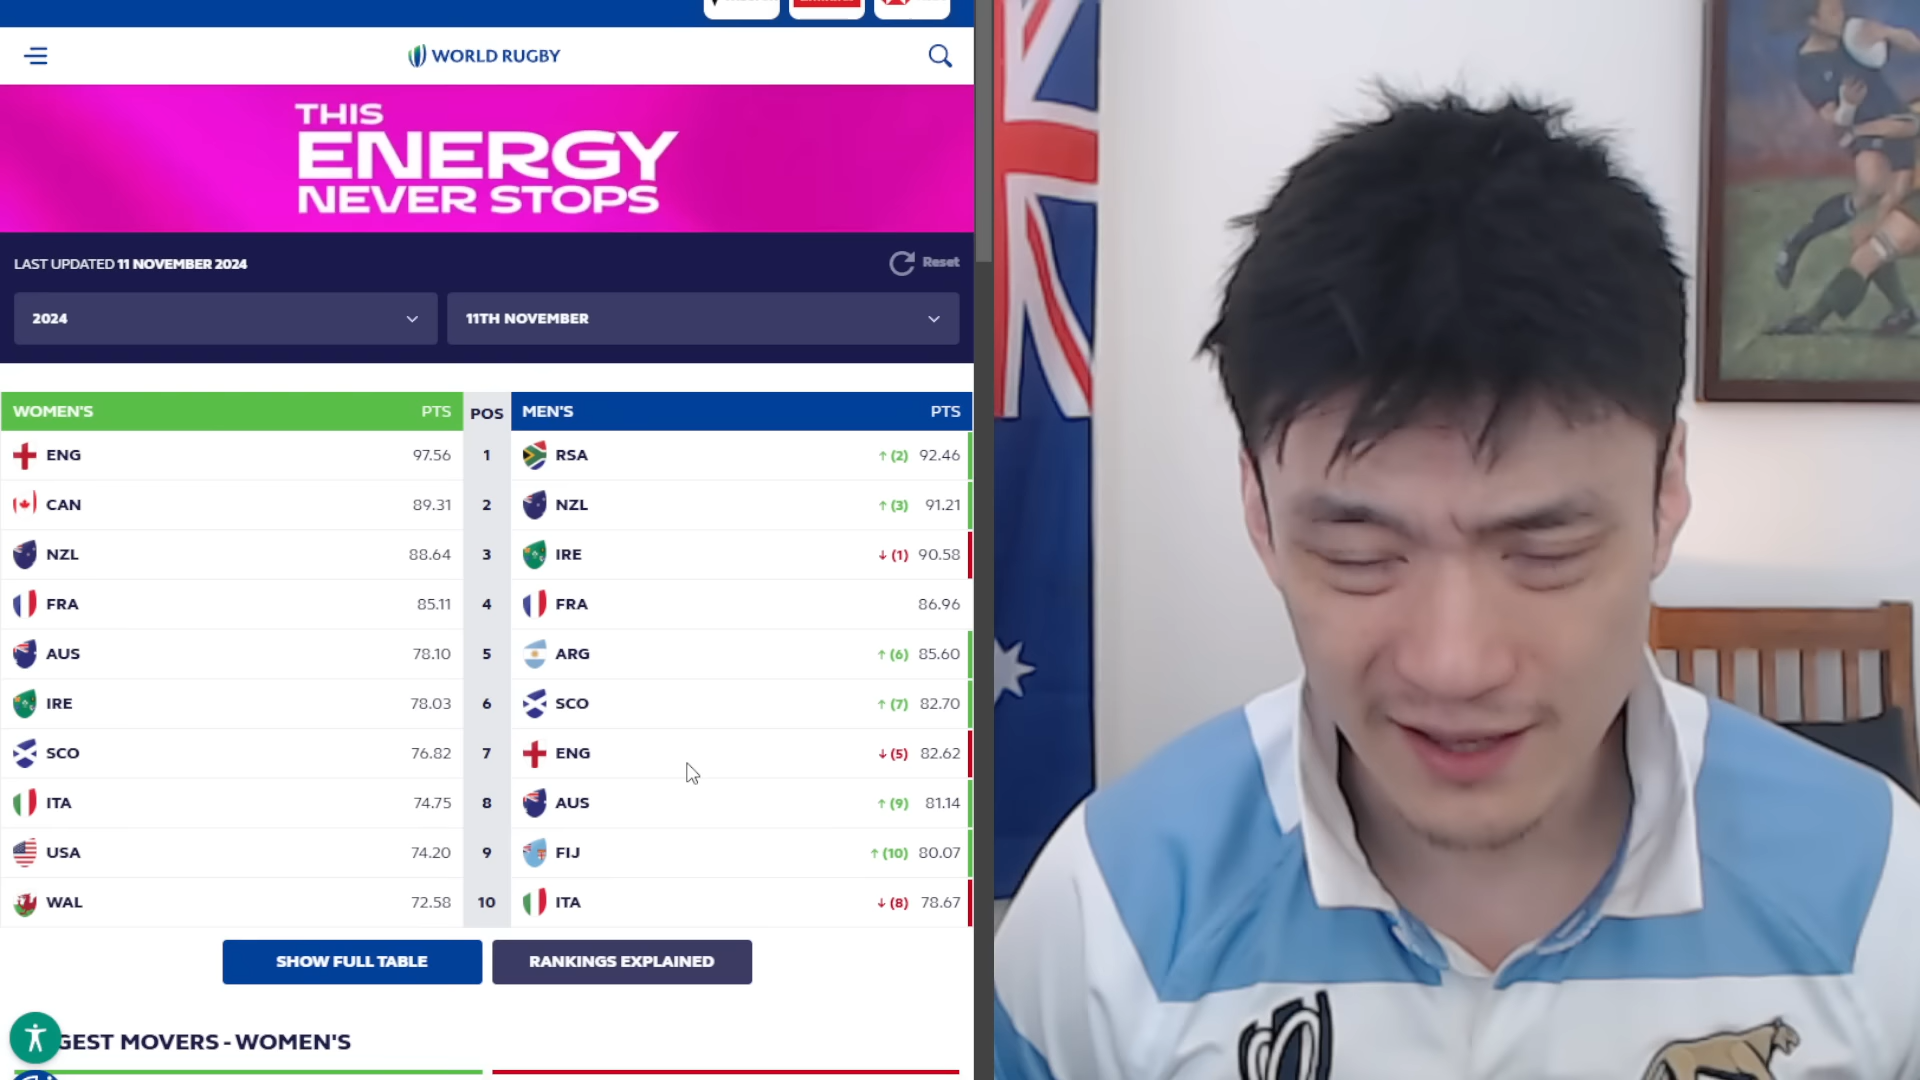 WORLD RUGBY
THIS
ENERGY
NEVER STOPS
LAST UPDATED 11 NOVEMBER 2024
Reset
2024
11TH NOVEMBER
WOMEN'S PTS POS MEN'S PTS
ENG 97.56 1 RSA ↑ (2) 92.46
CAN 89.31 2 NZL ↑ (3) 91.21
NZL 88.64 3 IRE ↓ (1) 90.58
FRA 85.11 4 FRA 86.96
AUS 78.10 5 ARG ↑ (6) 85.60
IRE 78.03 6 SCO ↑ (7) 82.70
SCO 76.82 7 ENG ↓ (5) 82.62
ITA 74.75 8 AUS ↑ (9) 81.14
USA 74.20 9 FIJ ↑ (10) 80.07
WAL 72.58 10 ITA ↓ (8) 78.67
SHOW FULL TABLE
RANKINGS EXPLAINED
GEST MOVERS - WOMEN'S